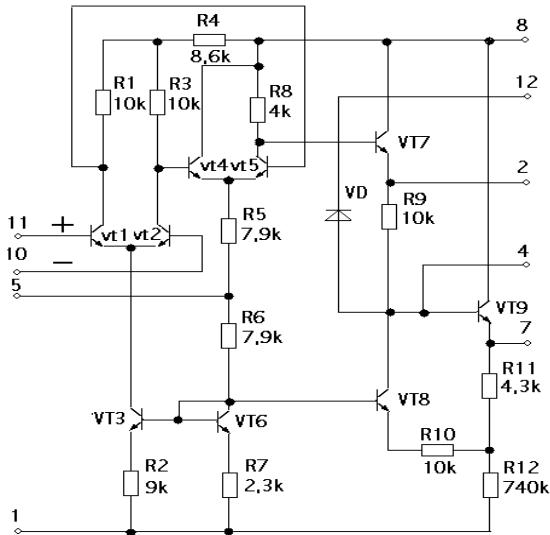 R4
8,6k
8
R1
10k
R3
10k
R8
4k
12
vt4
vt5
VT7
VD
2
11
+
vt1
vt2
R5
7,9k
R9
10k
10
−
5
4
R6
7,9k
VT9
7
R11
4,3k
VT3
VT6
VT8
R10
10k
R2
9k
R7
2,3k
R12
740k
1